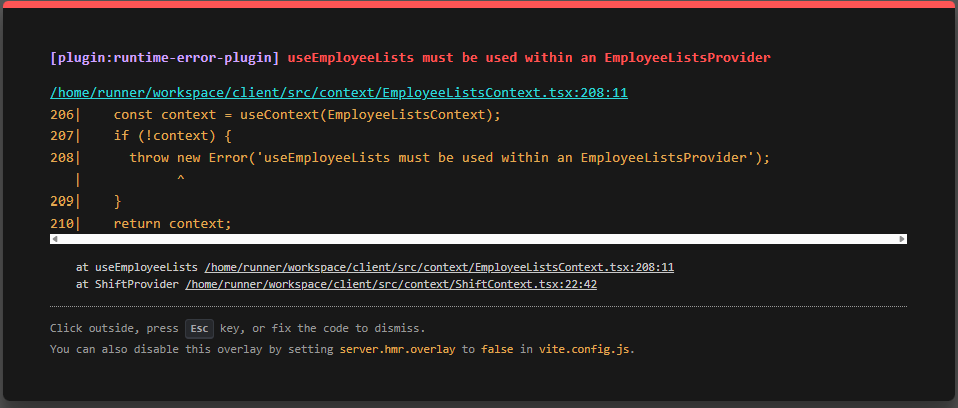 [plugin:runtime-error-plugin] useEmployeeLists must be used within an EmployeeListsProvider
/home/runner/workspace/client/src/context/EmployeeListsContext.tsx:208:11
206|    const context = useContext(EmployeeListsContext);
207|    if (!context) {
208|      throw new Error('useEmployeeLists must be used within an EmployeeListsProvider');
   |            ^
209|    }
210|    return context;
at useEmployeeLists /home/runner/workspace/client/src/context/EmployeeListsContext.tsx:208:11
at ShiftProvider /home/runner/workspace/client/src/context/ShiftContext.tsx:22:42
Click outside, press Esc key, or fix the code to dismiss.
You can also disable this overlay by setting server.hmr.overlay to false in vite.config.js.